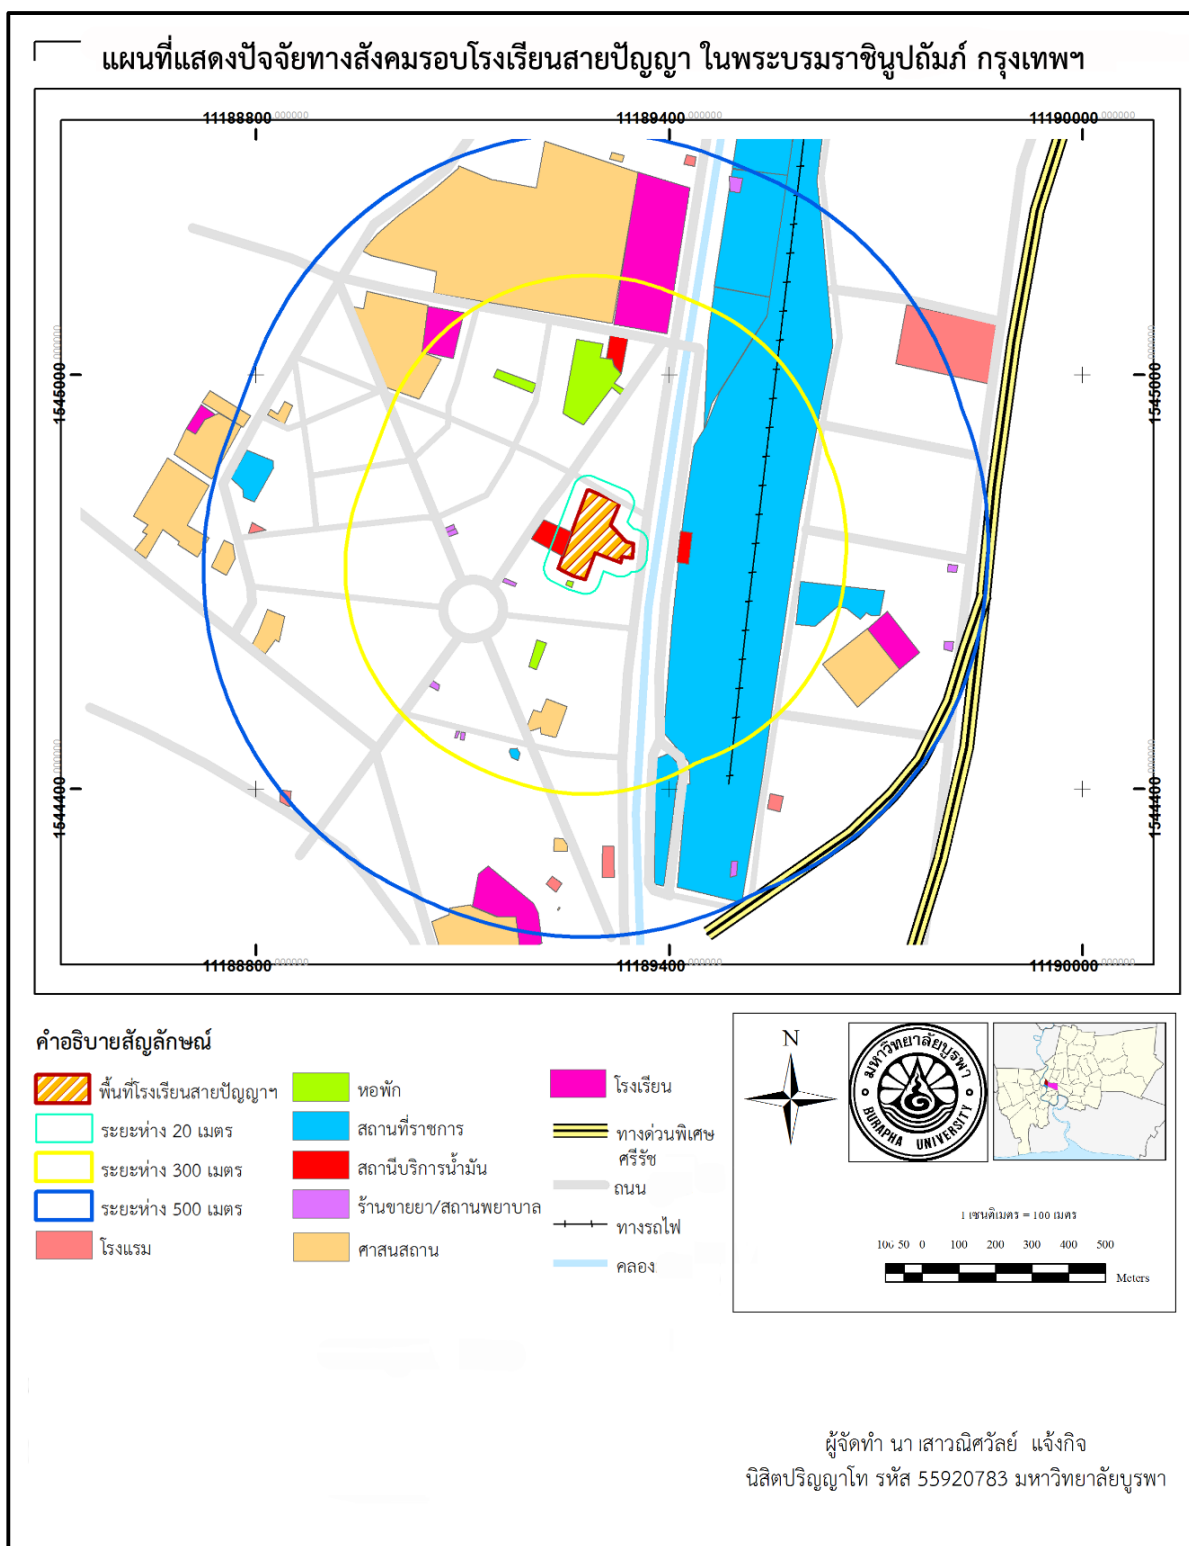 แผนที่แสดงปัจจัยทางสังคมรอบโรงเรียนสายปัญญา ในพระบรมราชินูปถัมภ์ กรุงเทพฯ
11188800.000000
11189400.000000
11190000.000000
1545000.000000
1545000.000000
1544400.000000
1544400.000000
11188800.000000
11189400.000000
11190000.000000
คำอธิบายสัญลักษณ์
พื้นที่โรงเรียนสายปัญญาฯ
ระยะห่าง 20 เมตร
ระยะห่าง 300 เมตร
ระยะห่าง 500 เมตร
โรงแรม
หอพัก
สถานที่ราชการ
สถานีบริการน้ำมัน
ร้านขายยา/สถานพยาบาล
ศาสนสถาน
โรงเรียน
ทางด่วนพิเศษ
ศรีรัช
ถนน
ทางรถไฟ
คลอง
N
มหาวิทยาลัยบูรพา
BURAPHA UNIVERSITY
1 เซนติเมตร = 100 เมตร
100 50 0 100 200 300 400 500
Meters
ผู้จัดทำ นา เสาวณิศวัลย์ แจ้งกิจ
นิสิตปริญญาโท รหัส 55920783 มหาวิทยาลัยบูรพา